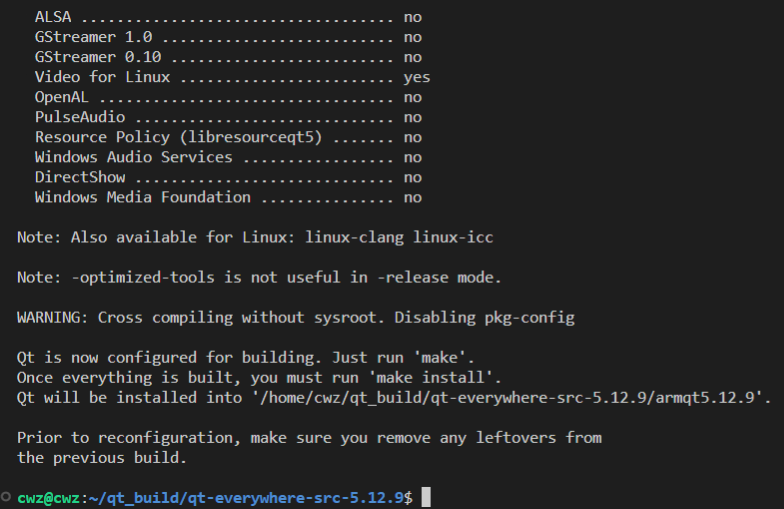 ALSA ................................... no
GStreamer 1.0 .......................... no
GStreamer 0.10 ......................... no
Video for Linux ........................ yes
OpenAL ................................. no
PulseAudio ............................. no
Resource Policy (libresourceqt5) ....... no
Windows Audio Services ................. no
DirectShow ............................. no
Windows Media Foundation ............... no
Note: Also available for Linux: linux-clang linux-icc
Note: -optimized-tools is not useful in -release mode.
WARNING: Cross compiling without sysroot. Disabling pkg-config
Qt is now configured for building. Just run 'make'.
Once everything is built, you must run 'make install'.
Qt will be installed into '/home/cwz/qt_build/qt-everywhere-src-5.12.9/armqt5.12.9'.
Prior to reconfiguration, make sure you remove any leftovers from
the previous build.
cwz@cwz:~/qt_build/qt-everywhere-src-5.12.9$